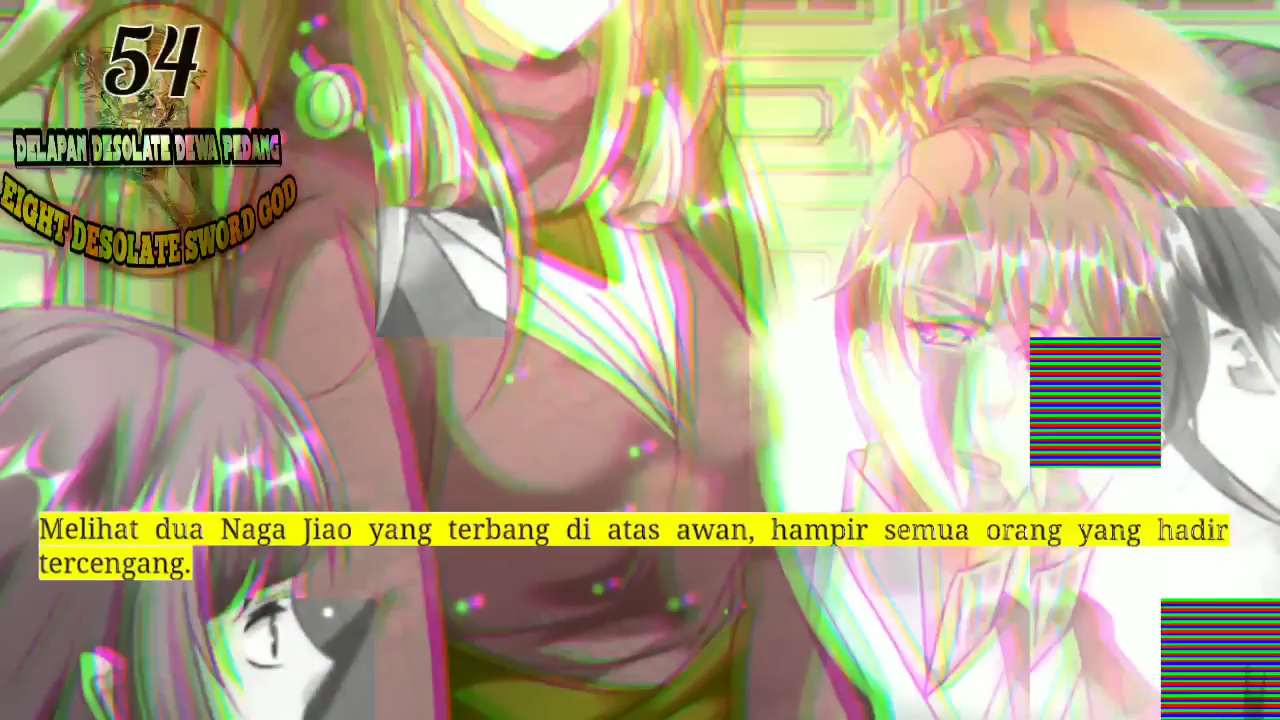 54
DELAPAN DESOLATE DEWA PEDANG
EIGHT DESOLATE SWORD GOD
Melihat dua Naga Jiao yang terbang di atas awan, hampir semua orang yang hadir
tercengang.